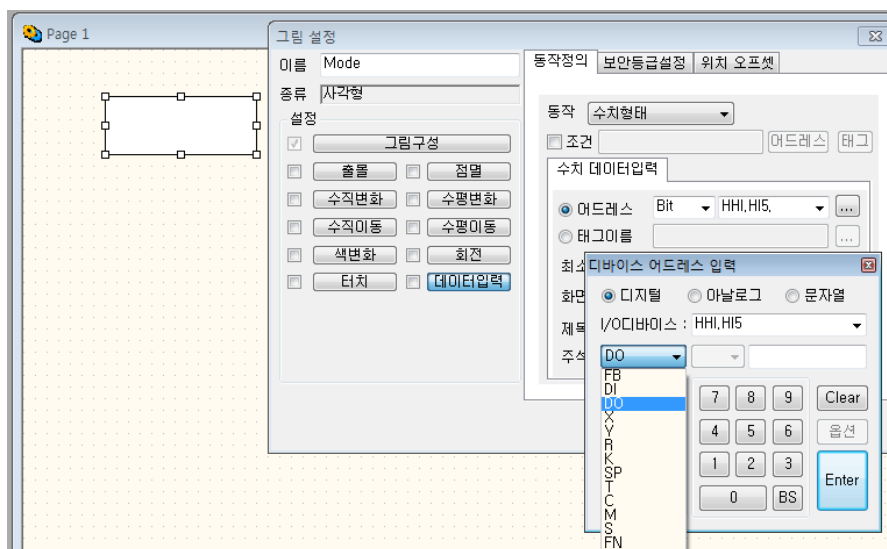 Page 1
그림 설정
이름 Mode
종류 사각형
설정
그림구성
출몰 점멸
수직변화 수평변화
수직이동 수평이동
색변화 회전
터치 데이터입력
동작정의 보안등급설정 위치 오프셋
동작 수치형태
조건 어드레스 태그
수치 데이터입력
어드레스 Bit HHI,HI5, ...
태그이름 ...
최소
화면
제목
주석
디바이스 어드레스 입력
디지털 아날로그 문자열
I/O디바이스 : HHI,HI5
DO
FB
DI
DO
X
Y
R
K
SP
T
C
M
S
FN
7 8 9 Clear
4 5 6 옵션
1 2 3 Enter
0 BS